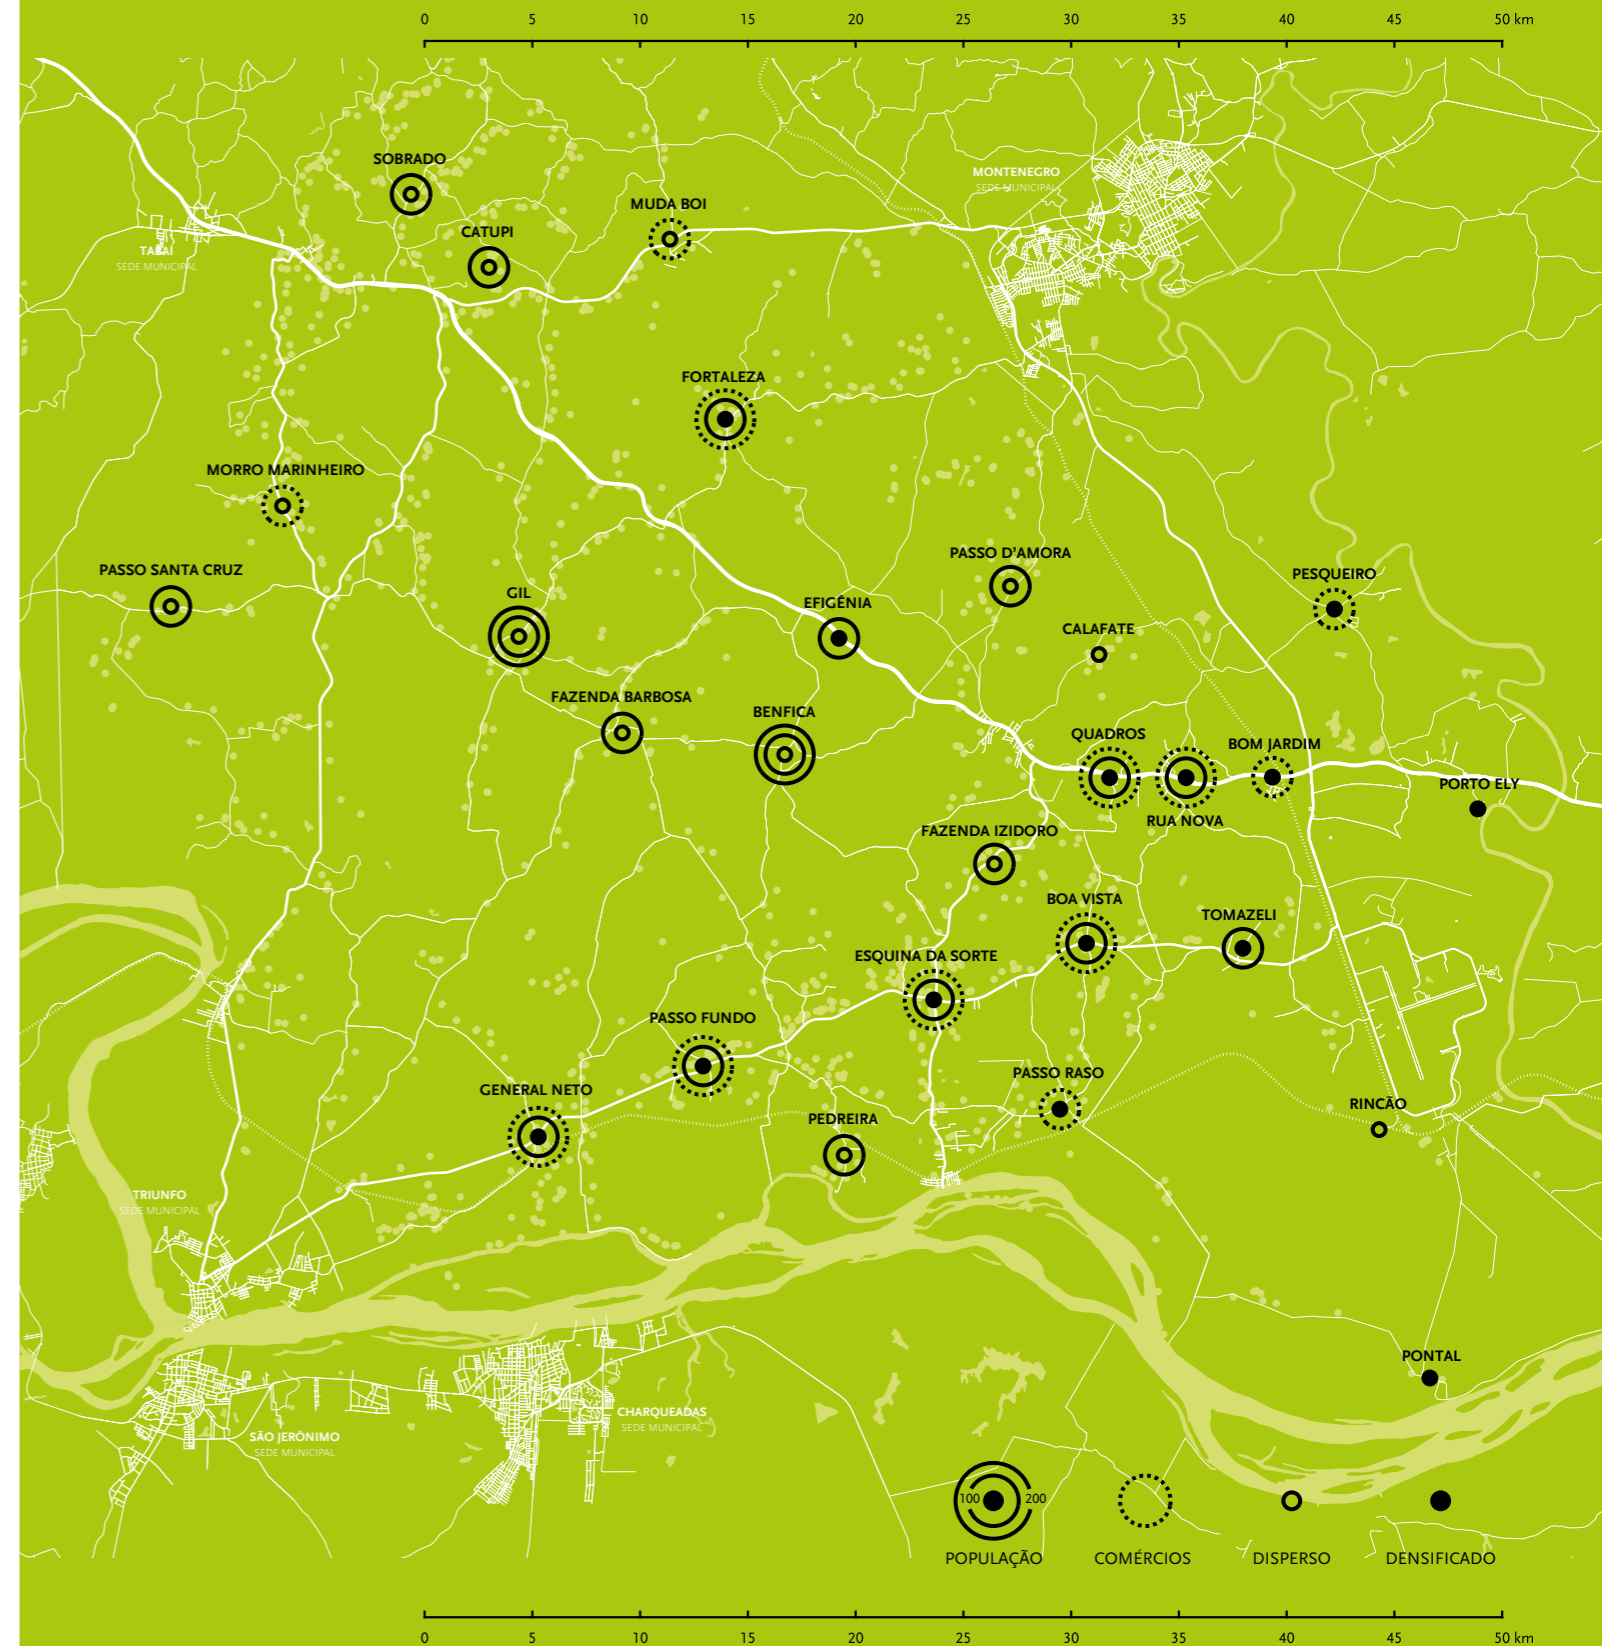 0 5 10 15 20 25 30 35 40 45 50 km
SOBRADO
MONTENEGRO
SEDE MUNICIPAL
MUDA BOI
CATUPI
TABAÍ
SEDE MUNICIPAL
FORTALEZA
MORRO MARINHEIRO
PASSO D'AMORA
PASSO SANTA CRUZ
PESQUEIRO
GIL
EFIGÊNIA
CALAFATE
FAZENDA BARBOSA
BENFICA
QUADROS
BOM JARDIM
PORTO ELY
RUA NOVA
FAZENDA IZIDORO
BOA VISTA
TOMAZELI
ESQUINA DA SORTE
PASSO FUNDO
PASSO RASO
GENERAL NETO
RINCÃO
PEDREIRA
TRIUNFO
SEDE MUNICIPAL
PONTAL
CHARQUEADAS
SEDE MUNICIPAL
SÃO JERÔNIMO
SEDE MUNICIPAL
100 200
POPULAÇÃO COMÉRCIOS DISPERSO DENSIFICADO
0 5 10 15 20 25 30 35 40 45 50 km